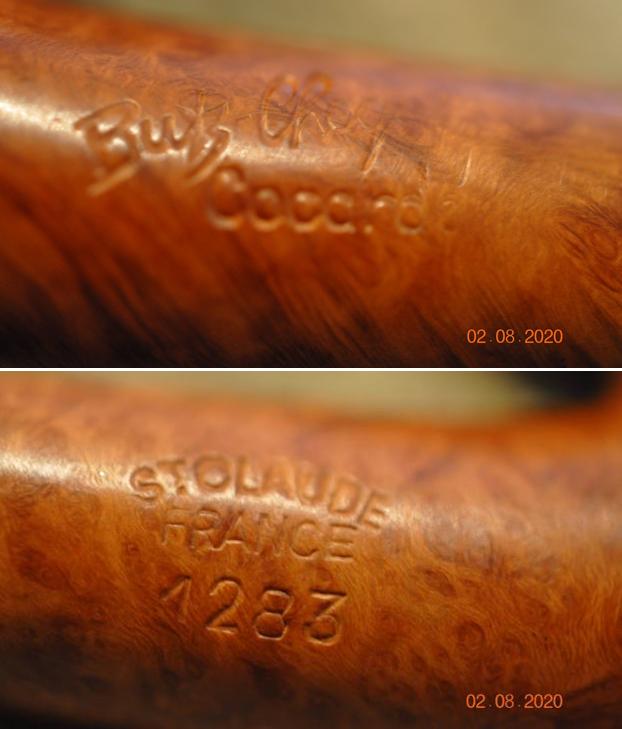 Butz-Choquin
Cocarde
02.08.2020
ST. CLAUDE
FRANCE
1283
02.08.2020